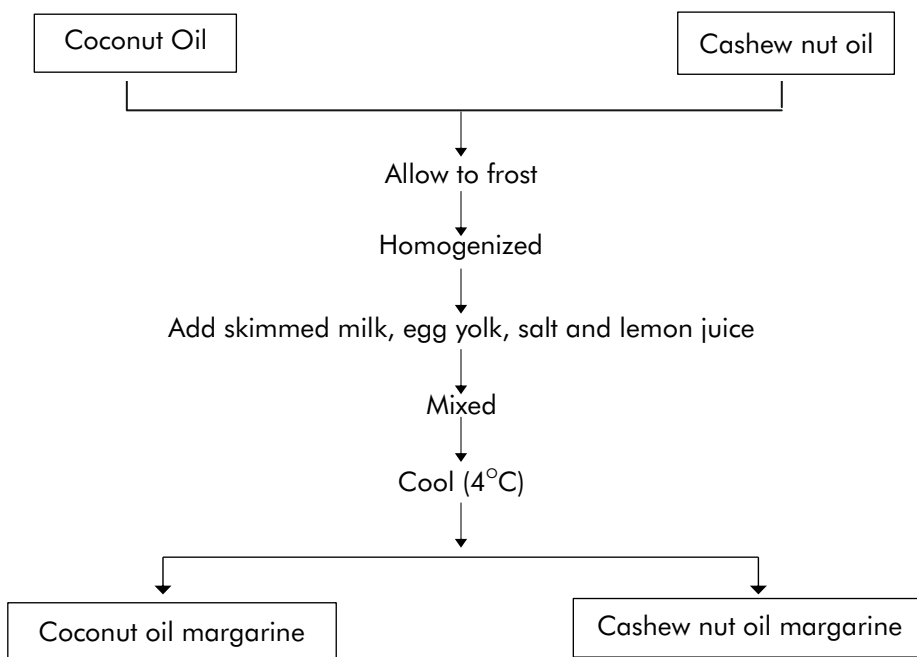 Coconut Oil
Cashew nut oil
Allow to frost
Homogenized
Add skimmed milk, egg yolk, salt and lemon juice
Mixed
Cool (4°C)
Coconut oil margarine
Cashew nut oil margarine